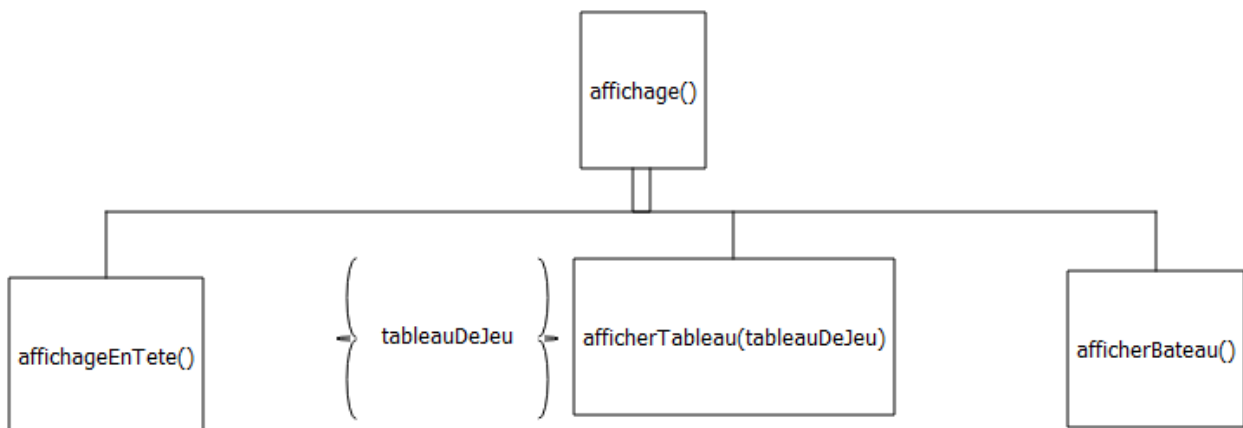 affichage()
affichageEnTete()
tableauDeJeu
afficherTableau(tableauDeJeu)
afficherBateau()